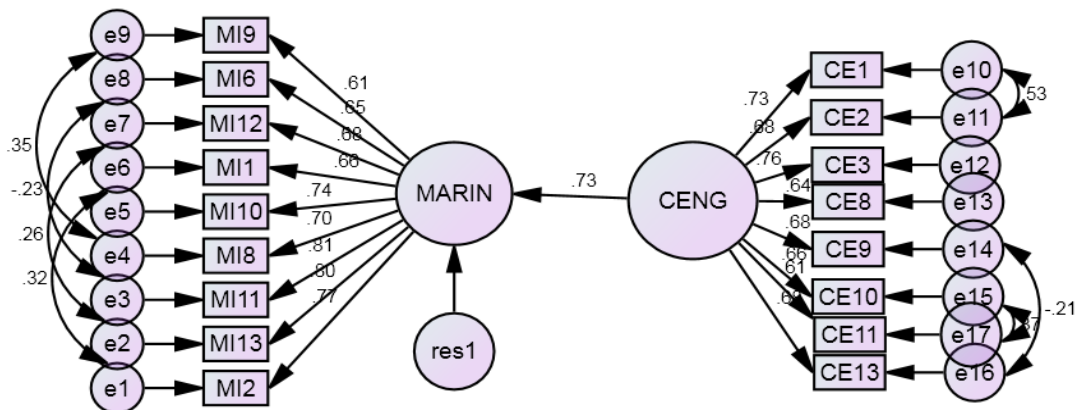 e9 MI9
e8 MI6
e7 MI12
e6 MI1
e5 MI10
e4 MI8
e3 MI11
e2 MI13
e1 MI2
.35
-.23
.26
.32
.61
.65
.68
.66
.74
.70
.81
.80
.77
MARIN
res1
.73
CENG
.73
.68
.76
.64
.68
.66
.61
CE1 e10
CE2 e11
CE3 e12
CE8 e13
CE9 e14
CE10 e15
CE11 e17
CE13 e16
.53
-.21